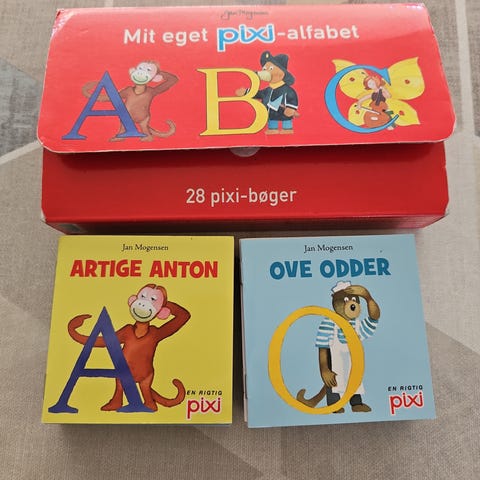 Jan Mogensen
Mit eget pixi-alfabet
A B C
28 pixi-bøger
Jan Mogensen
ARTIGE ANTON
A
EN RIGTIG
pixi
Jan Mogensen
OVE ODDER
O
EN RIGTIG
pixi